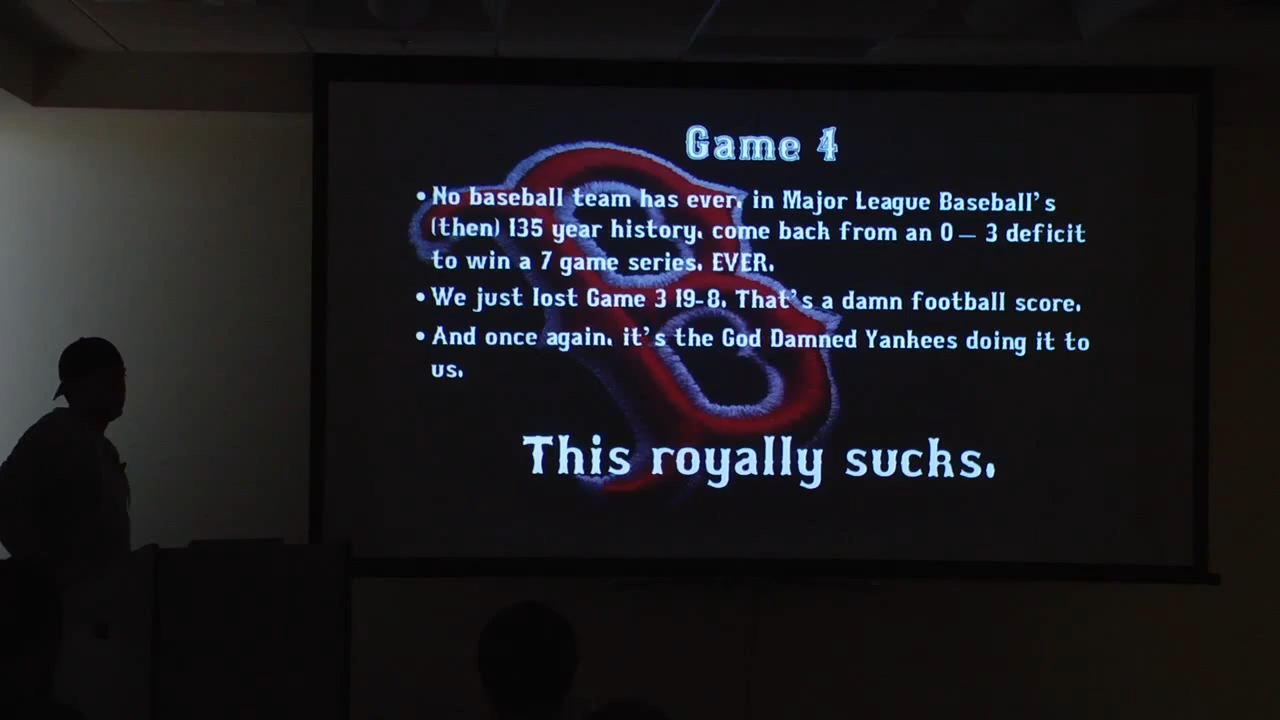 Game 4
• No baseball team has ever, in Major League Baseball's
(then) 135 year history, come back from an 0 – 3 deficit
to win a 7 game series. EVER.
• We just lost Game 3 19-8. That's a damn football score.
• And once again, it's the God Damned Yankees doing it to
us.
This royally sucks.